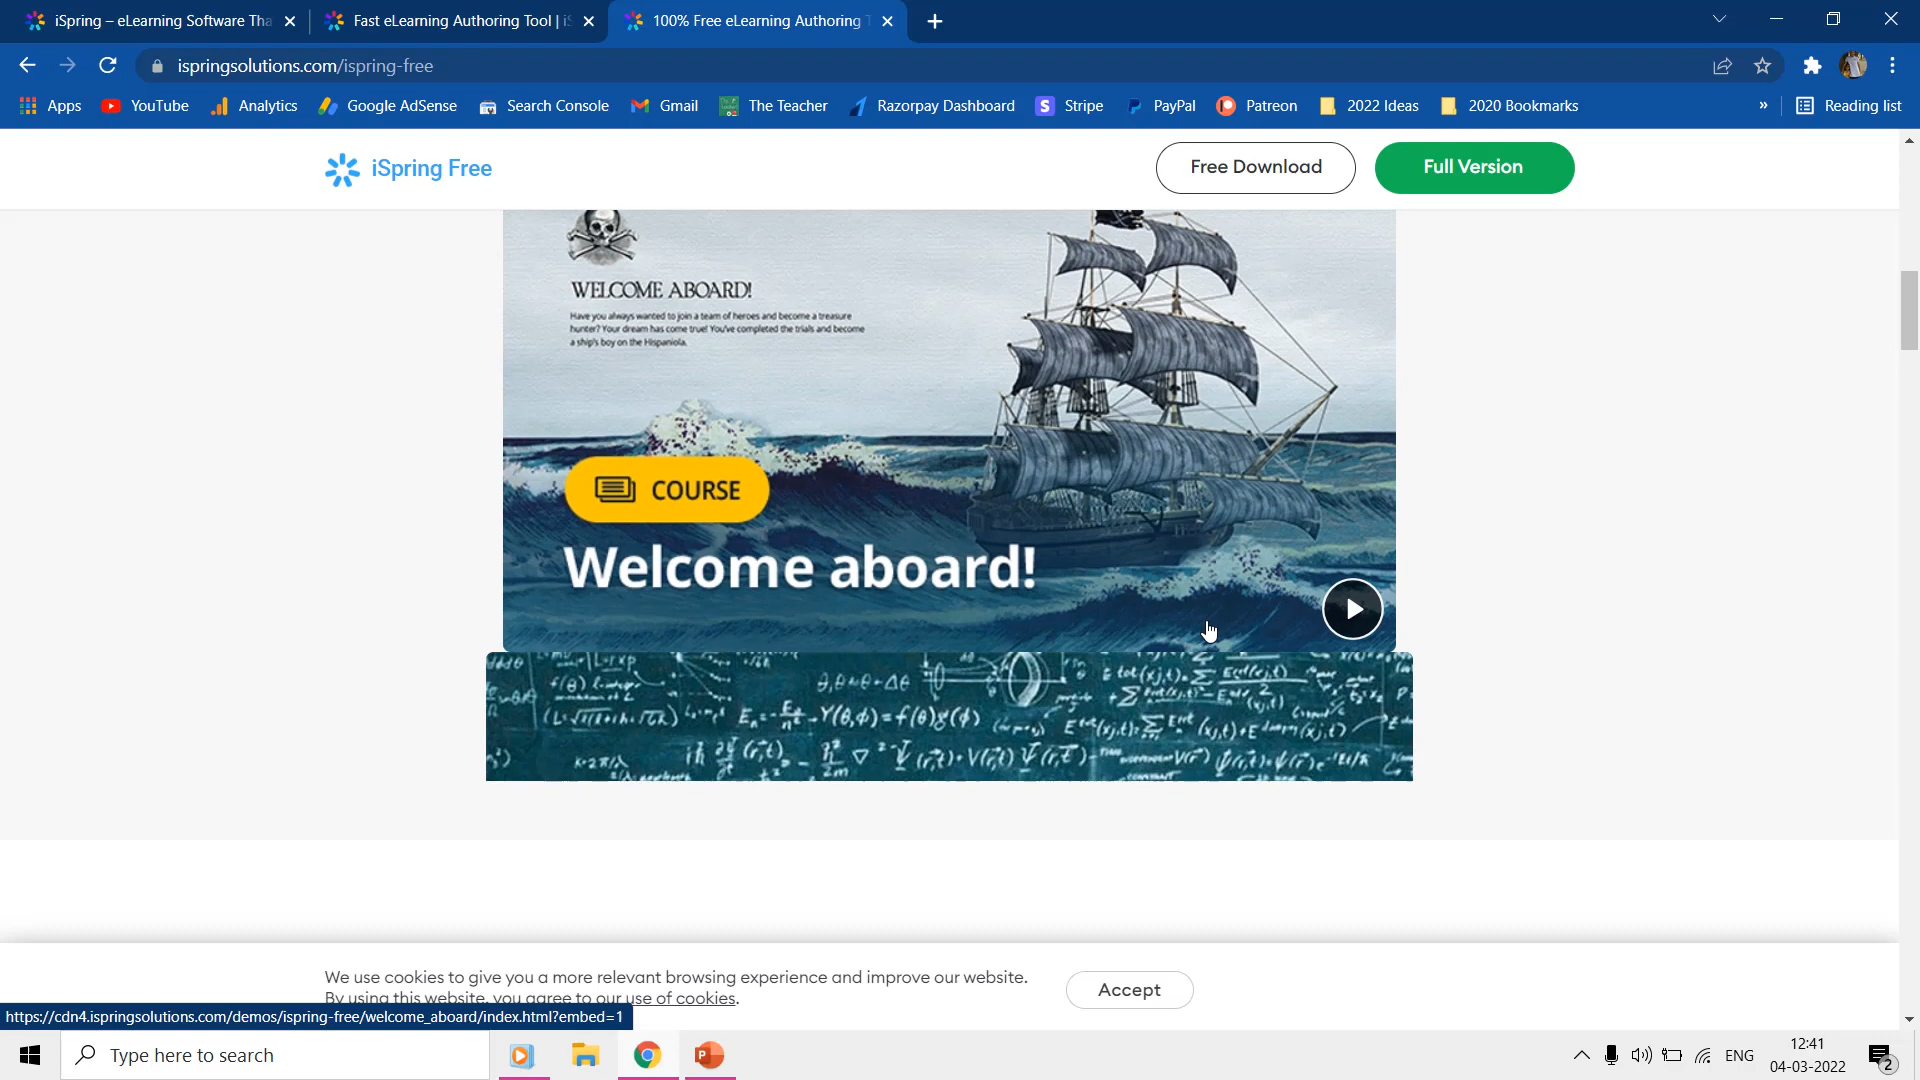 iSpring – eLearning Software Tha
Fast eLearning Authoring Tool | iS
100% Free eLearning Authoring T
ispringsolutions.com/ispring-free
Apps
YouTube
Analytics
Google AdSense
Search Console
Gmail
The Teacher
Razorpay Dashboard
Stripe
PayPal
Patreon
2022 Ideas
2020 Bookmarks
»
Reading list
iSpring Free
Free Download
Full Version
WELCOME ABOARD!
Have you always wanted to join a team of heroes and become a treasure
hunter? Your dream has come true! You've completed the trials and become
a ship's boy on the Hispaniola.
COURSE
Welcome aboard!
We use cookies to give you a more relevant browsing experience and improve our website.
By using this website, you agree to our use of cookies.
Accept
https://cdn4.ispringsolutions.com/demos/ispring-free/welcome_aboard/index.html?embed=1
Type here to search
ENG
12:41
04-03-2022
2